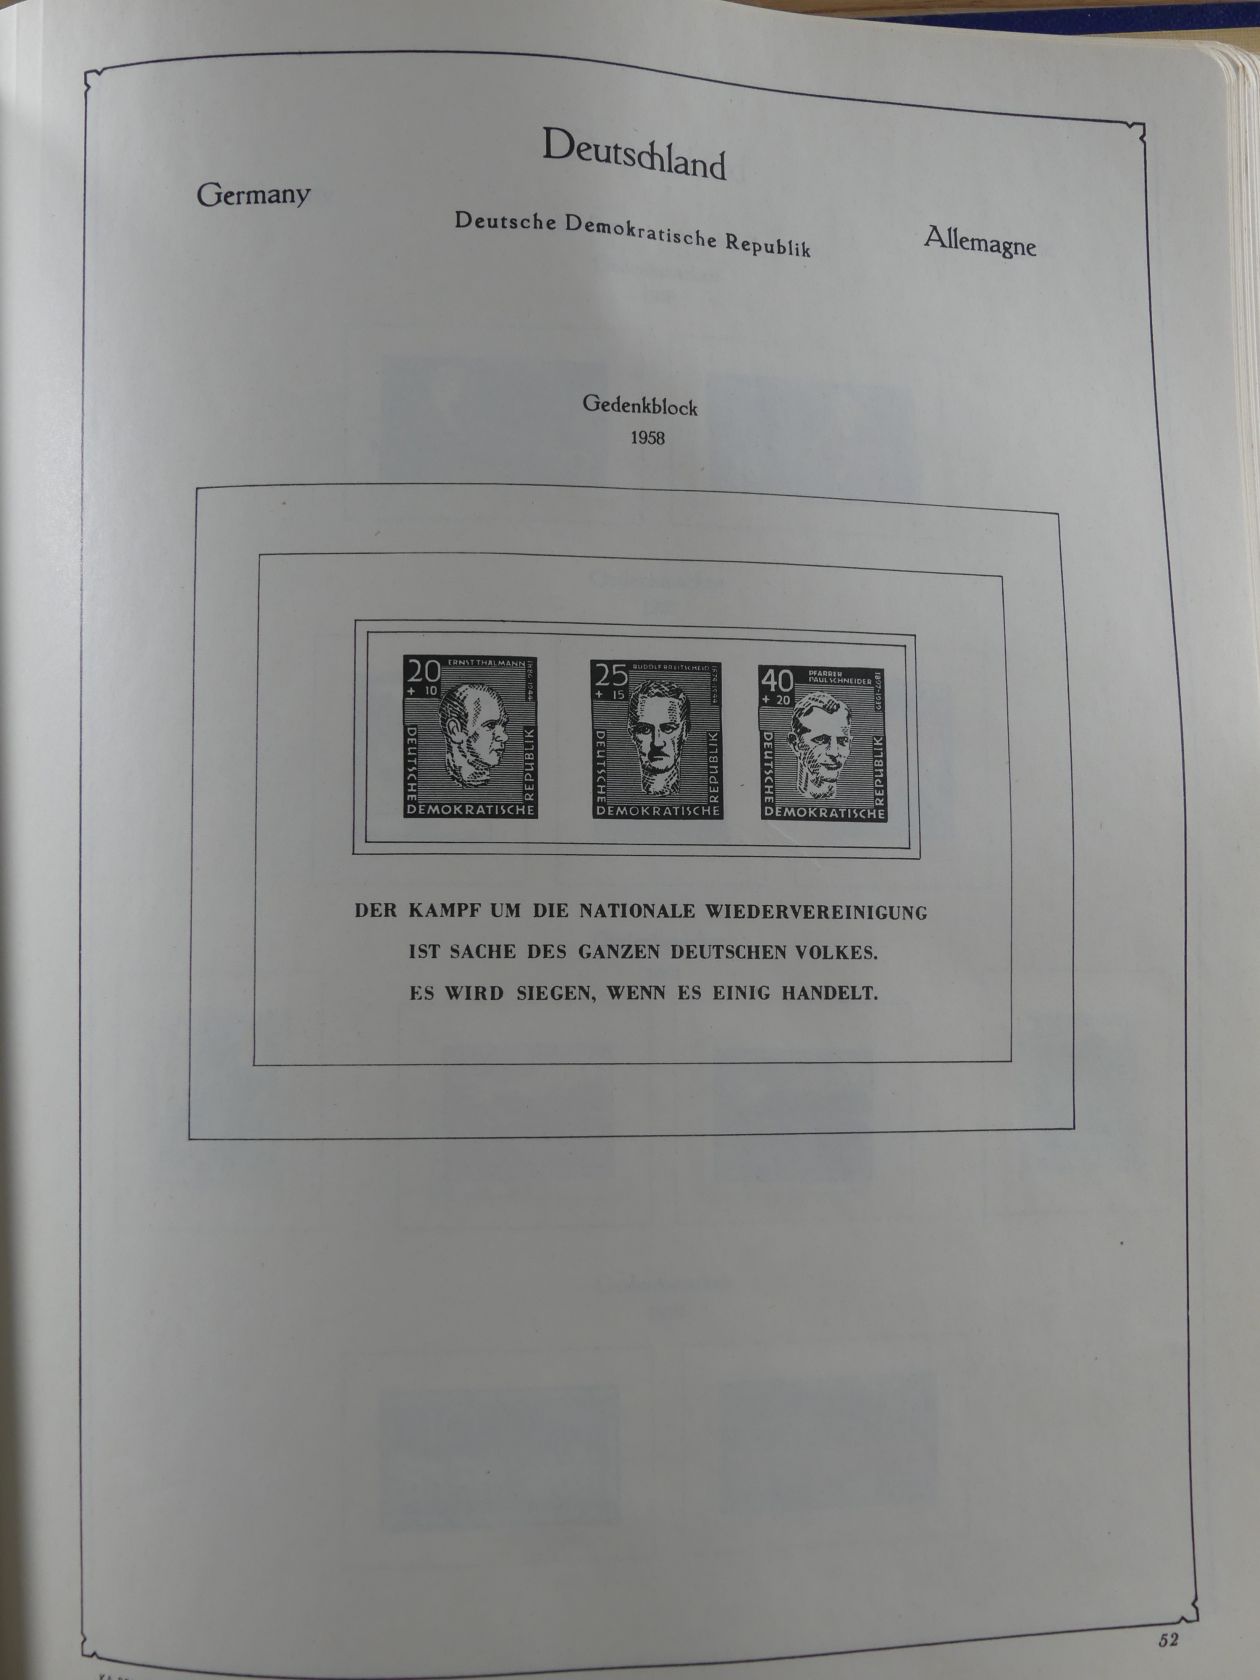 Deutschland
Germany
Deutsche Demokratische Republik
Allemagne
Gedenkblock
1958
20
+ 10
ERNST THÄLMANN
DEUTSCHE
DEMOKRATISCHE
REPUBLIK
25
+ 15
RUDOLF BREITSCHEID
DEUTSCHE
DEMOKRATISCHE
REPUBLIK
40
+ 20
PFARRER
PAUL SCHNEIDER
DEUTSCHE
DEMOKRATISCHE
REPUBLIK
DER KAMPF UM DIE NATIONALE WIEDERVEREINIGUNG
IST SACHE DES GANZEN DEUTSCHEN VOLKES.
ES WIRD SIEGEN, WENN ES EINIG HANDELT.
52